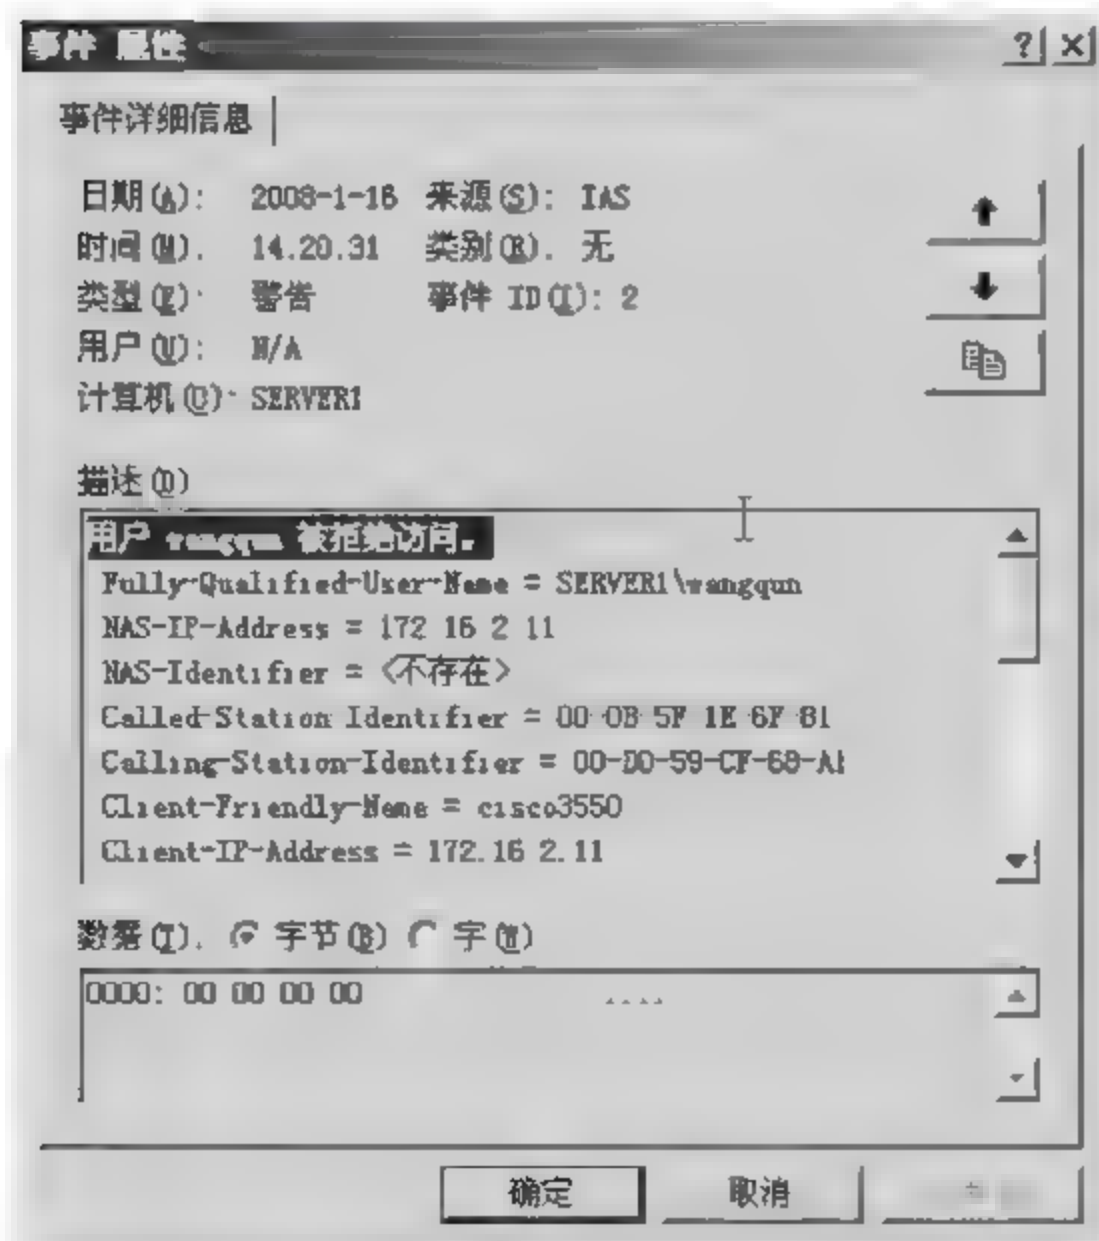 事件 属性
事件详细信息
日期(A): 2008-1-16 来源(S): IAS
时间(M). 14.20.31 类别(R). 无
类型(E): 警告 事件 ID(I): 2
用户(U): N/A
计算机(C): SERVER1
描述(D)
用户 wangqun 被拒绝访问。
Fully-Qualified-User-Name = SERVER1\wangqun
NAS-IP-Address = 172 16 2 11
NAS-Identifier = <不存在>
Called-Station Identifier = 00-0B-5F-1E-6F-81
Calling-Station-Identifier = 00-D0-59-CF-68-A1
Client-Friendly-Name = cisco3550
Client-IP-Address = 172.16 2.11
数据(T). 字节(B) 字(W)
0000: 00 00 00 00 ....
确定 取消